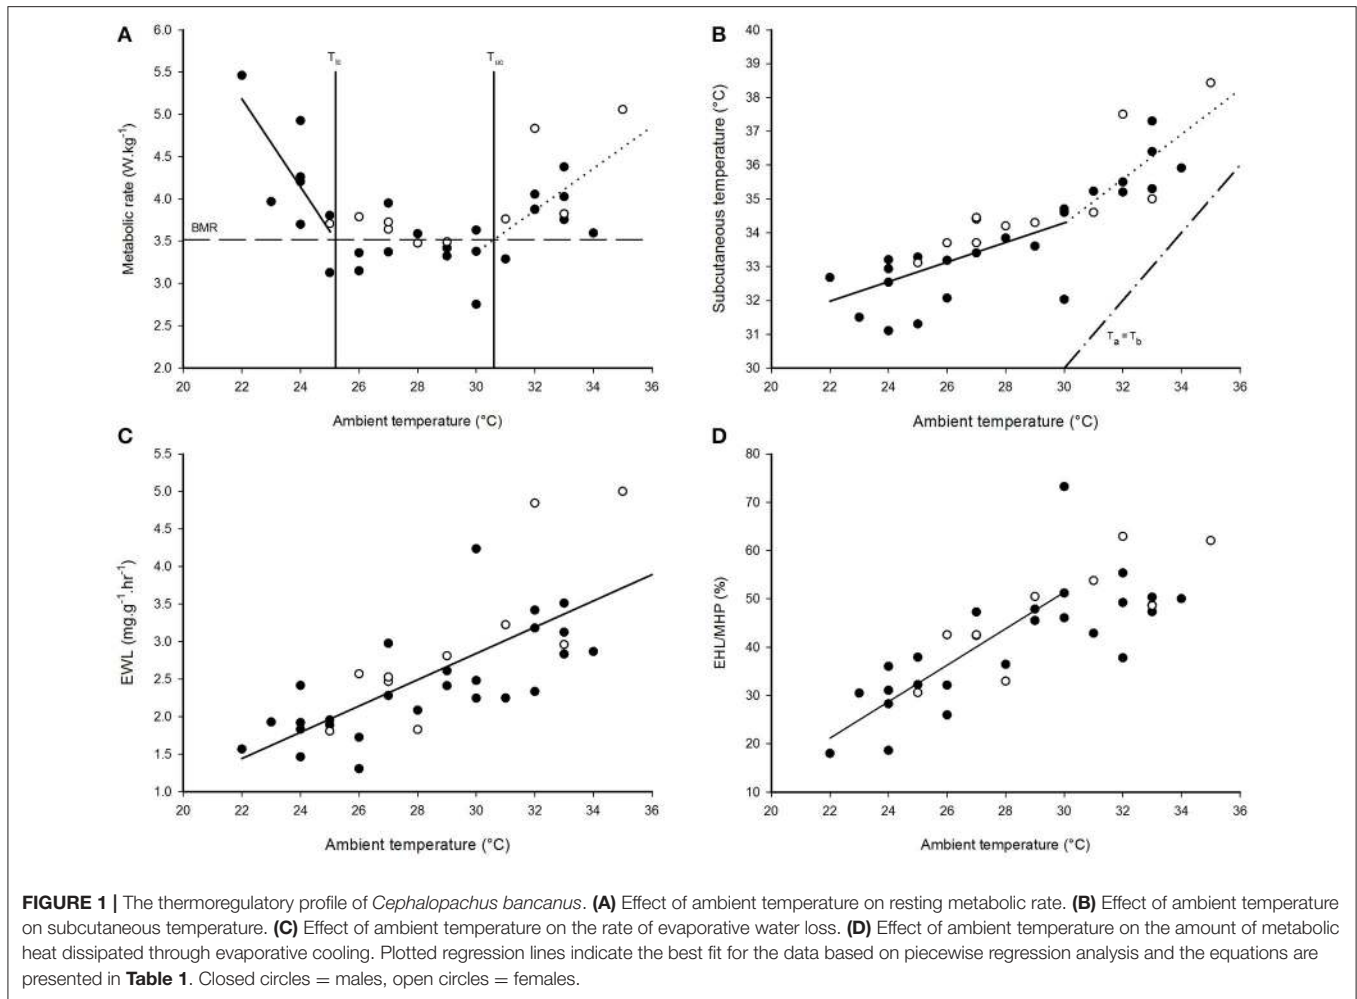 A
T lc
T uc
5.5
5.0
4.5
4.0
3.5
3.0
2.5
2.0
BMR
Metabolic rate (W.kg-1)
20 22 24 26 28 30 32 34 36
Ambient temperature (°C)
B
40
39
38
37
36
35
34
33
32
31
30
Subcutaneous temperature (°C)
Ta = Tb
20 22 24 26 28 30 32 34 36
Ambient temperature (°C)
C
5.5
5.0
4.5
4.0
3.5
3.0
2.5
2.0
1.5
1.0
EWL (mg.g-1.hr-1)
20 22 24 26 28 30 32 34 36
Ambient temperature (°C)
D
80
70
60
50
40
30
20
10
EHL/MHP (%)
20 22 24 26 28 30 32 34 36
Ambient temperature (°C)
FIGURE 1 | The thermoregulatory profile of Cephalopachus bancanus. (A) Effect of ambient temperature on resting metabolic rate. (B) Effect of ambient temperature
on subcutaneous temperature. (C) Effect of ambient temperature on the rate of evaporative water loss. (D) Effect of ambient temperature on the amount of metabolic
heat dissipated through evaporative cooling. Plotted regression lines indicate the best fit for the data based on piecewise regression analysis and the equations are
presented in Table 1. Closed circles = males, open circles = females.